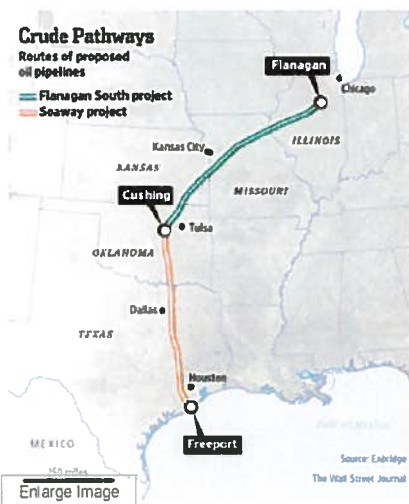 Crude Pathways
Routes of proposed
oil pipelines
Flanagan South project
Seaway project
Flanagan
Chicago
ILLINOIS
Kansas City
KANSAS
MISSOURI
Cushing
Tulsa
OKLAHOMA
Dallas
TEXAS
Houston
Freeport
MEXICO
Source: Enbridge
The Wall Street Journal
Enlarge Image